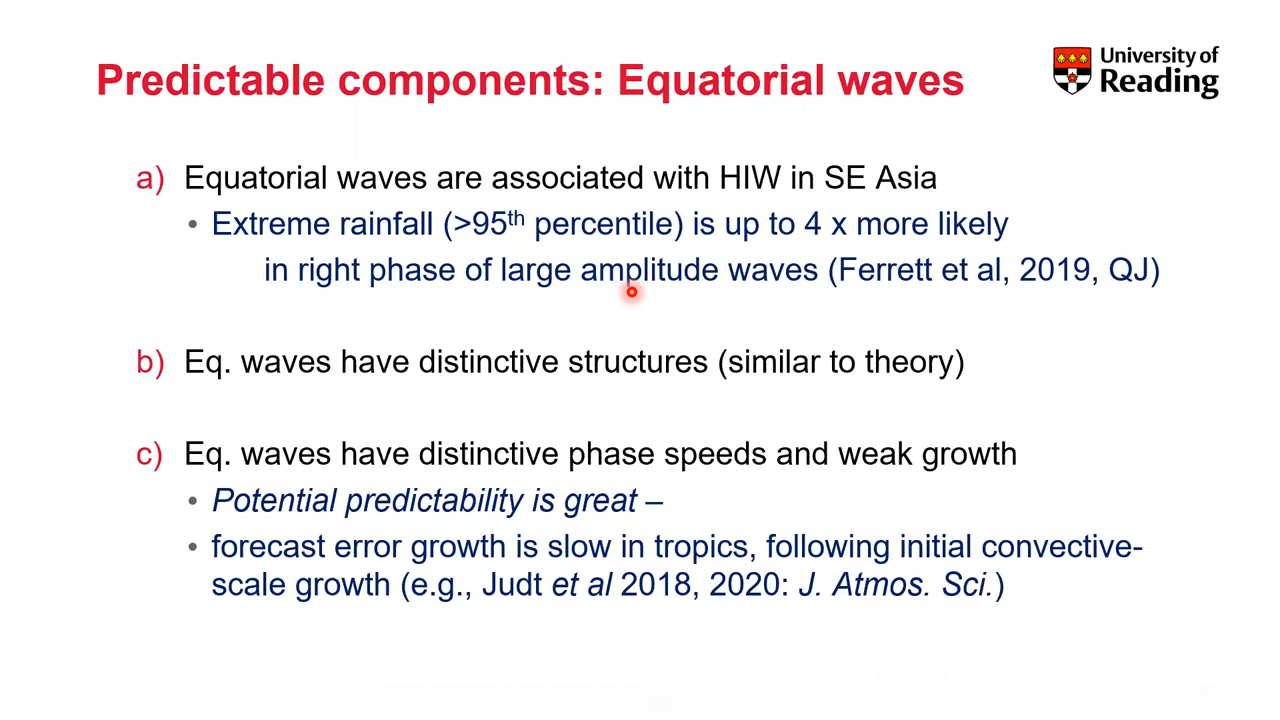 Predictable components: Equatorial waves
University of
Reading
a) Equatorial waves are associated with HIW in SE Asia
• Extreme rainfall (>95th percentile) is up to 4 x more likely
in right phase of large amplitude waves (Ferrett et al, 2019, QJ)
b) Eq. waves have distinctive structures (similar to theory)
c) Eq. waves have distinctive phase speeds and weak growth
• Potential predictability is great –
• forecast error growth is slow in tropics, following initial convective-
scale growth (e.g., Judt et al 2018, 2020: J. Atmos. Sci.)